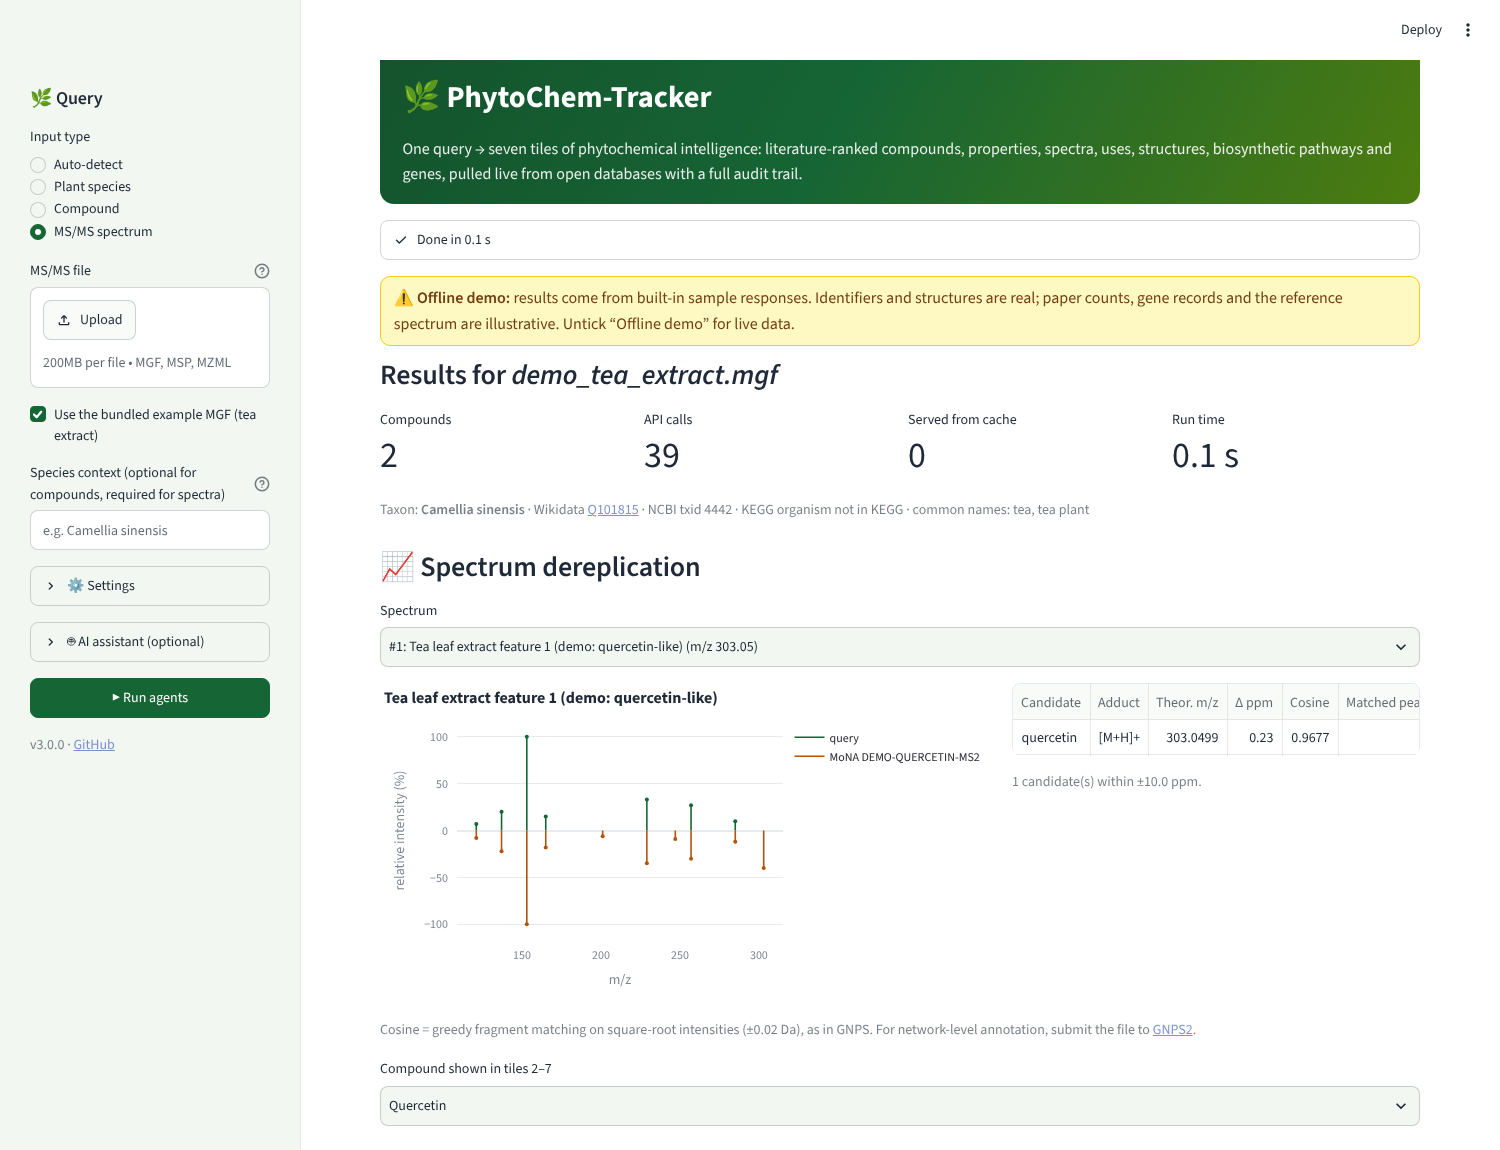 Deploy
🌿 Query
Input type
Auto-detect
Plant species
Compound
MS/MS spectrum
MS/MS file
Upload
200MB per file • MGF, MSP, MZML
Use the bundled example MGF (tea
extract)
Species context (optional for
compounds, required for spectra)
e.g. Camellia sinensis
⚙️ Settings
AI assistant (optional)
▶ Run agents
v3.0.0 · GitHub
🌿 PhytoChem-Tracker
One query → seven tiles of phytochemical intelligence: literature-ranked compounds, properties, spectra, uses, structures, biosynthetic pathways and
genes, pulled live from open databases with a full audit trail.
Done in 0.1 s
⚠️ Offline demo: results come from built-in sample responses. Identifiers and structures are real; paper counts, gene records and the reference
spectrum are illustrative. Untick “Offline demo” for live data.
Results for demo_tea_extract.mgf
Compounds API calls Served from cache Run time
2 39 0 0.1 s
Taxon: Camellia sinensis · Wikidata Q101815 · NCBI txid 4442 · KEGG organism not in KEGG · common names: tea, tea plant
📈 Spectrum dereplication
Spectrum
#1: Tea leaf extract feature 1 (demo: quercetin-like) (m/z 303.05)
Tea leaf extract feature 1 (demo: quercetin-like)
query
MoNA DEMO-QUERCETIN-MS2
relative intensity (%)
100
50
0
−50
−100
150 200 250 300
m/z
Candidate Adduct Theor. m/z Δ ppm Cosine Matched pea
quercetin [M+H]+ 303.0499 0.23 0.9677
1 candidate(s) within ±10.0 ppm.
Cosine = greedy fragment matching on square-root intensities (±0.02 Da), as in GNPS. For network-level annotation, submit the file to GNPS2.
Compound shown in tiles 2–7
Quercetin